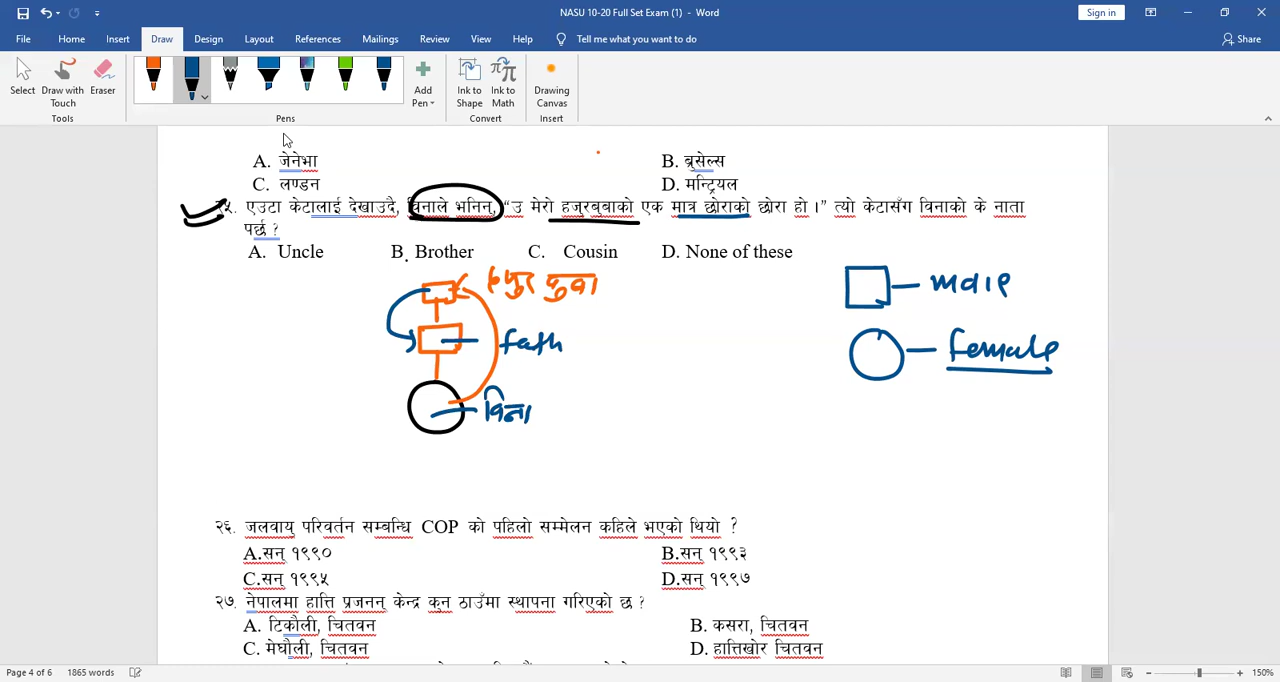 NASU 10-20 Full Set Exam (1) - Word
Sign in
File Home Insert Draw Design Layout References Mailings Review View Help Tell me what you want to do Share
Select Draw with Touch Eraser Add Pen Ink to Shape Ink to Math Drawing Canvas
Tools Pens Convert Insert
A. जेनेभा B. ब्रुसेल्स
C. लण्डन D. मन्ट्रियल
एउटा केटालाई देखाउदै, विनाले भनिन्, “उ मेरो हजुरबुबाको एक मात्र छोराको छोरा हो ।” त्यो केटासँग विनाको के नाता
पर्छ ?
A. Uncle B. Brother C. Cousin D. None of these
हजुर बुबा
male
fath
female
विना
२६. जलवायु परिवर्तन सम्बन्धि COP को पहिलो सम्मेलन कहिले भएको थियो ?
A.सन् १९९० B.सन् १९९३
C.सन् १९९५ D.सन् १९९७
२७. नेपालमा हात्ति प्रजनन् केन्द्र कुन ठाउँमा स्थापना गरिएको छ ?
A. टिकौली, चितवन B. कसरा, चितवन
C. मेघौली, चितवन D. हात्तिखोर चितवन
Page 4 of 6 1865 words 150%